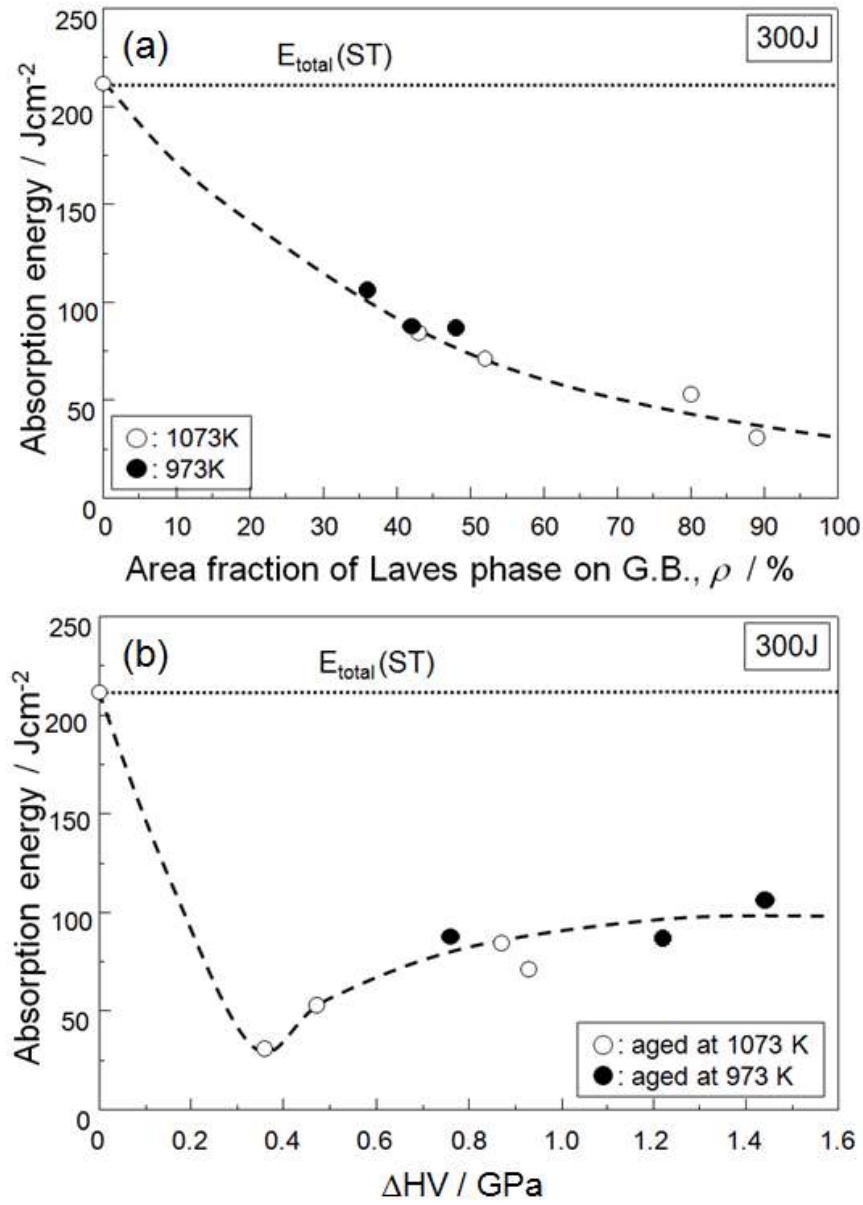 250
(a)
300J
E_total(ST)
200
150
100
50
0
Absorption energy / Jcm⁻²
○: 1073K
●: 973K
0 10 20 30 40 50 60 70 80 90 100
Area fraction of Laves phase on G.B., ρ / %
250
(b)
300J
E_total(ST)
200
150
100
50
0
Absorption energy / Jcm⁻²
○: aged at 1073 K
●: aged at 973 K
0 0.2 0.4 0.6 0.8 1.0 1.2 1.4 1.6
ΔHV / GPa